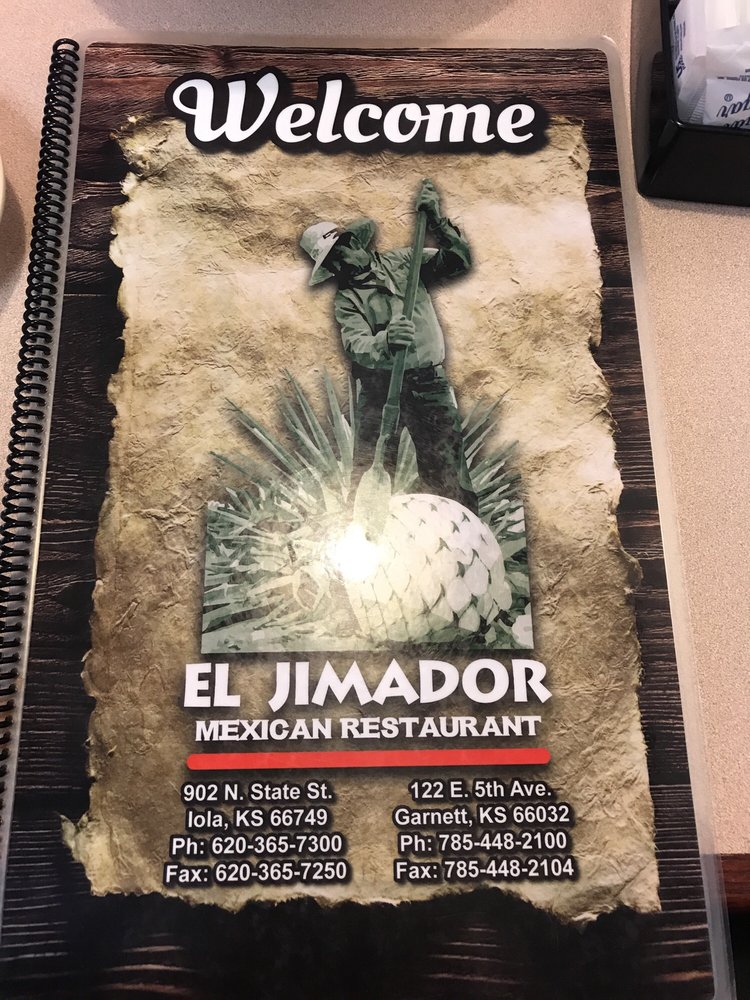 Welcome
EL JIMADOR
MEXICAN RESTAURANT
902 N. State St.
Iola, KS 66749
Ph: 620-365-7300
Fax: 620-365-7250
122 E. 5th Ave.
Garnett, KS 66032
Ph: 785-448-2100
Fax: 785-448-2104